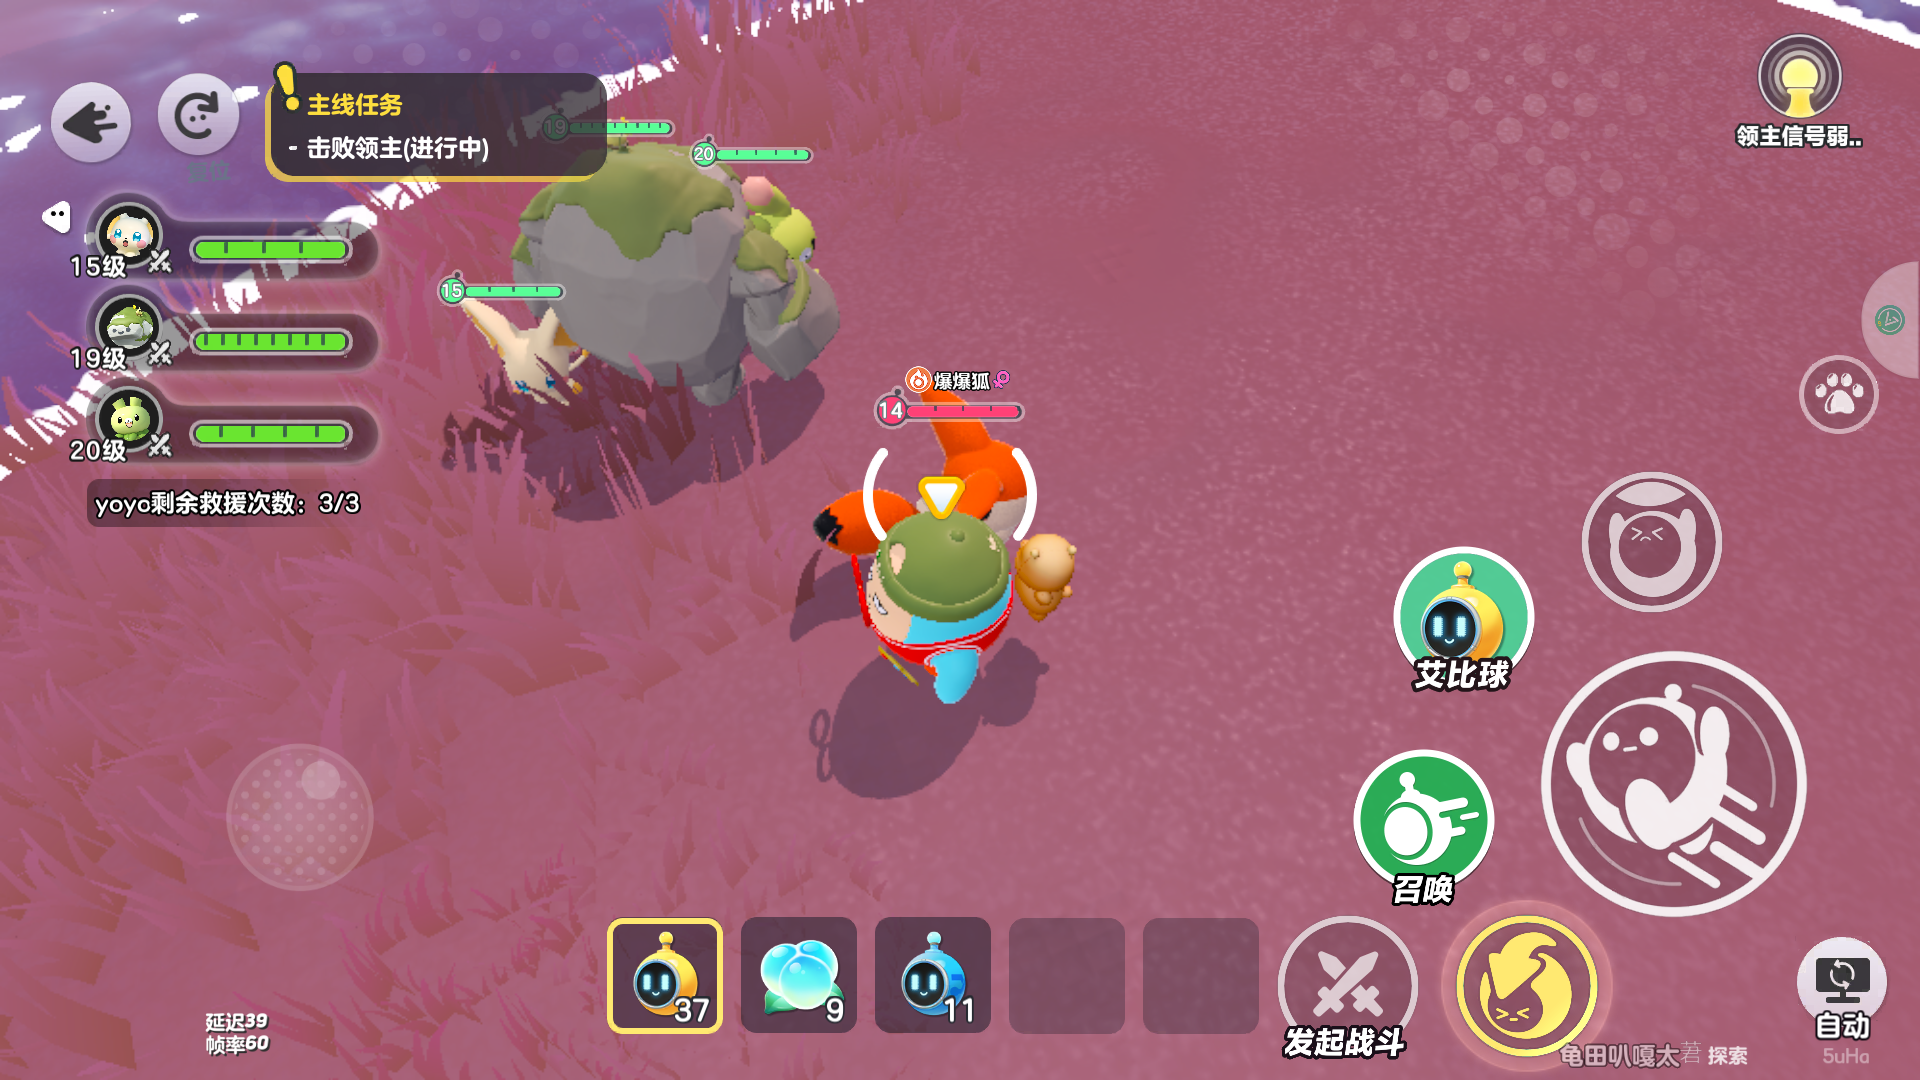 主线任务
- 击败领主(进行中)
19
20
领主信号弱..
15级
15
19级
20级
爆爆狐
14
yoyo剩余救援次数：3/3
艾比球
召唤
37
9
11
发起战斗
自动
延迟39
帧率60
龟田叭嘎太莙 探索
5uHa